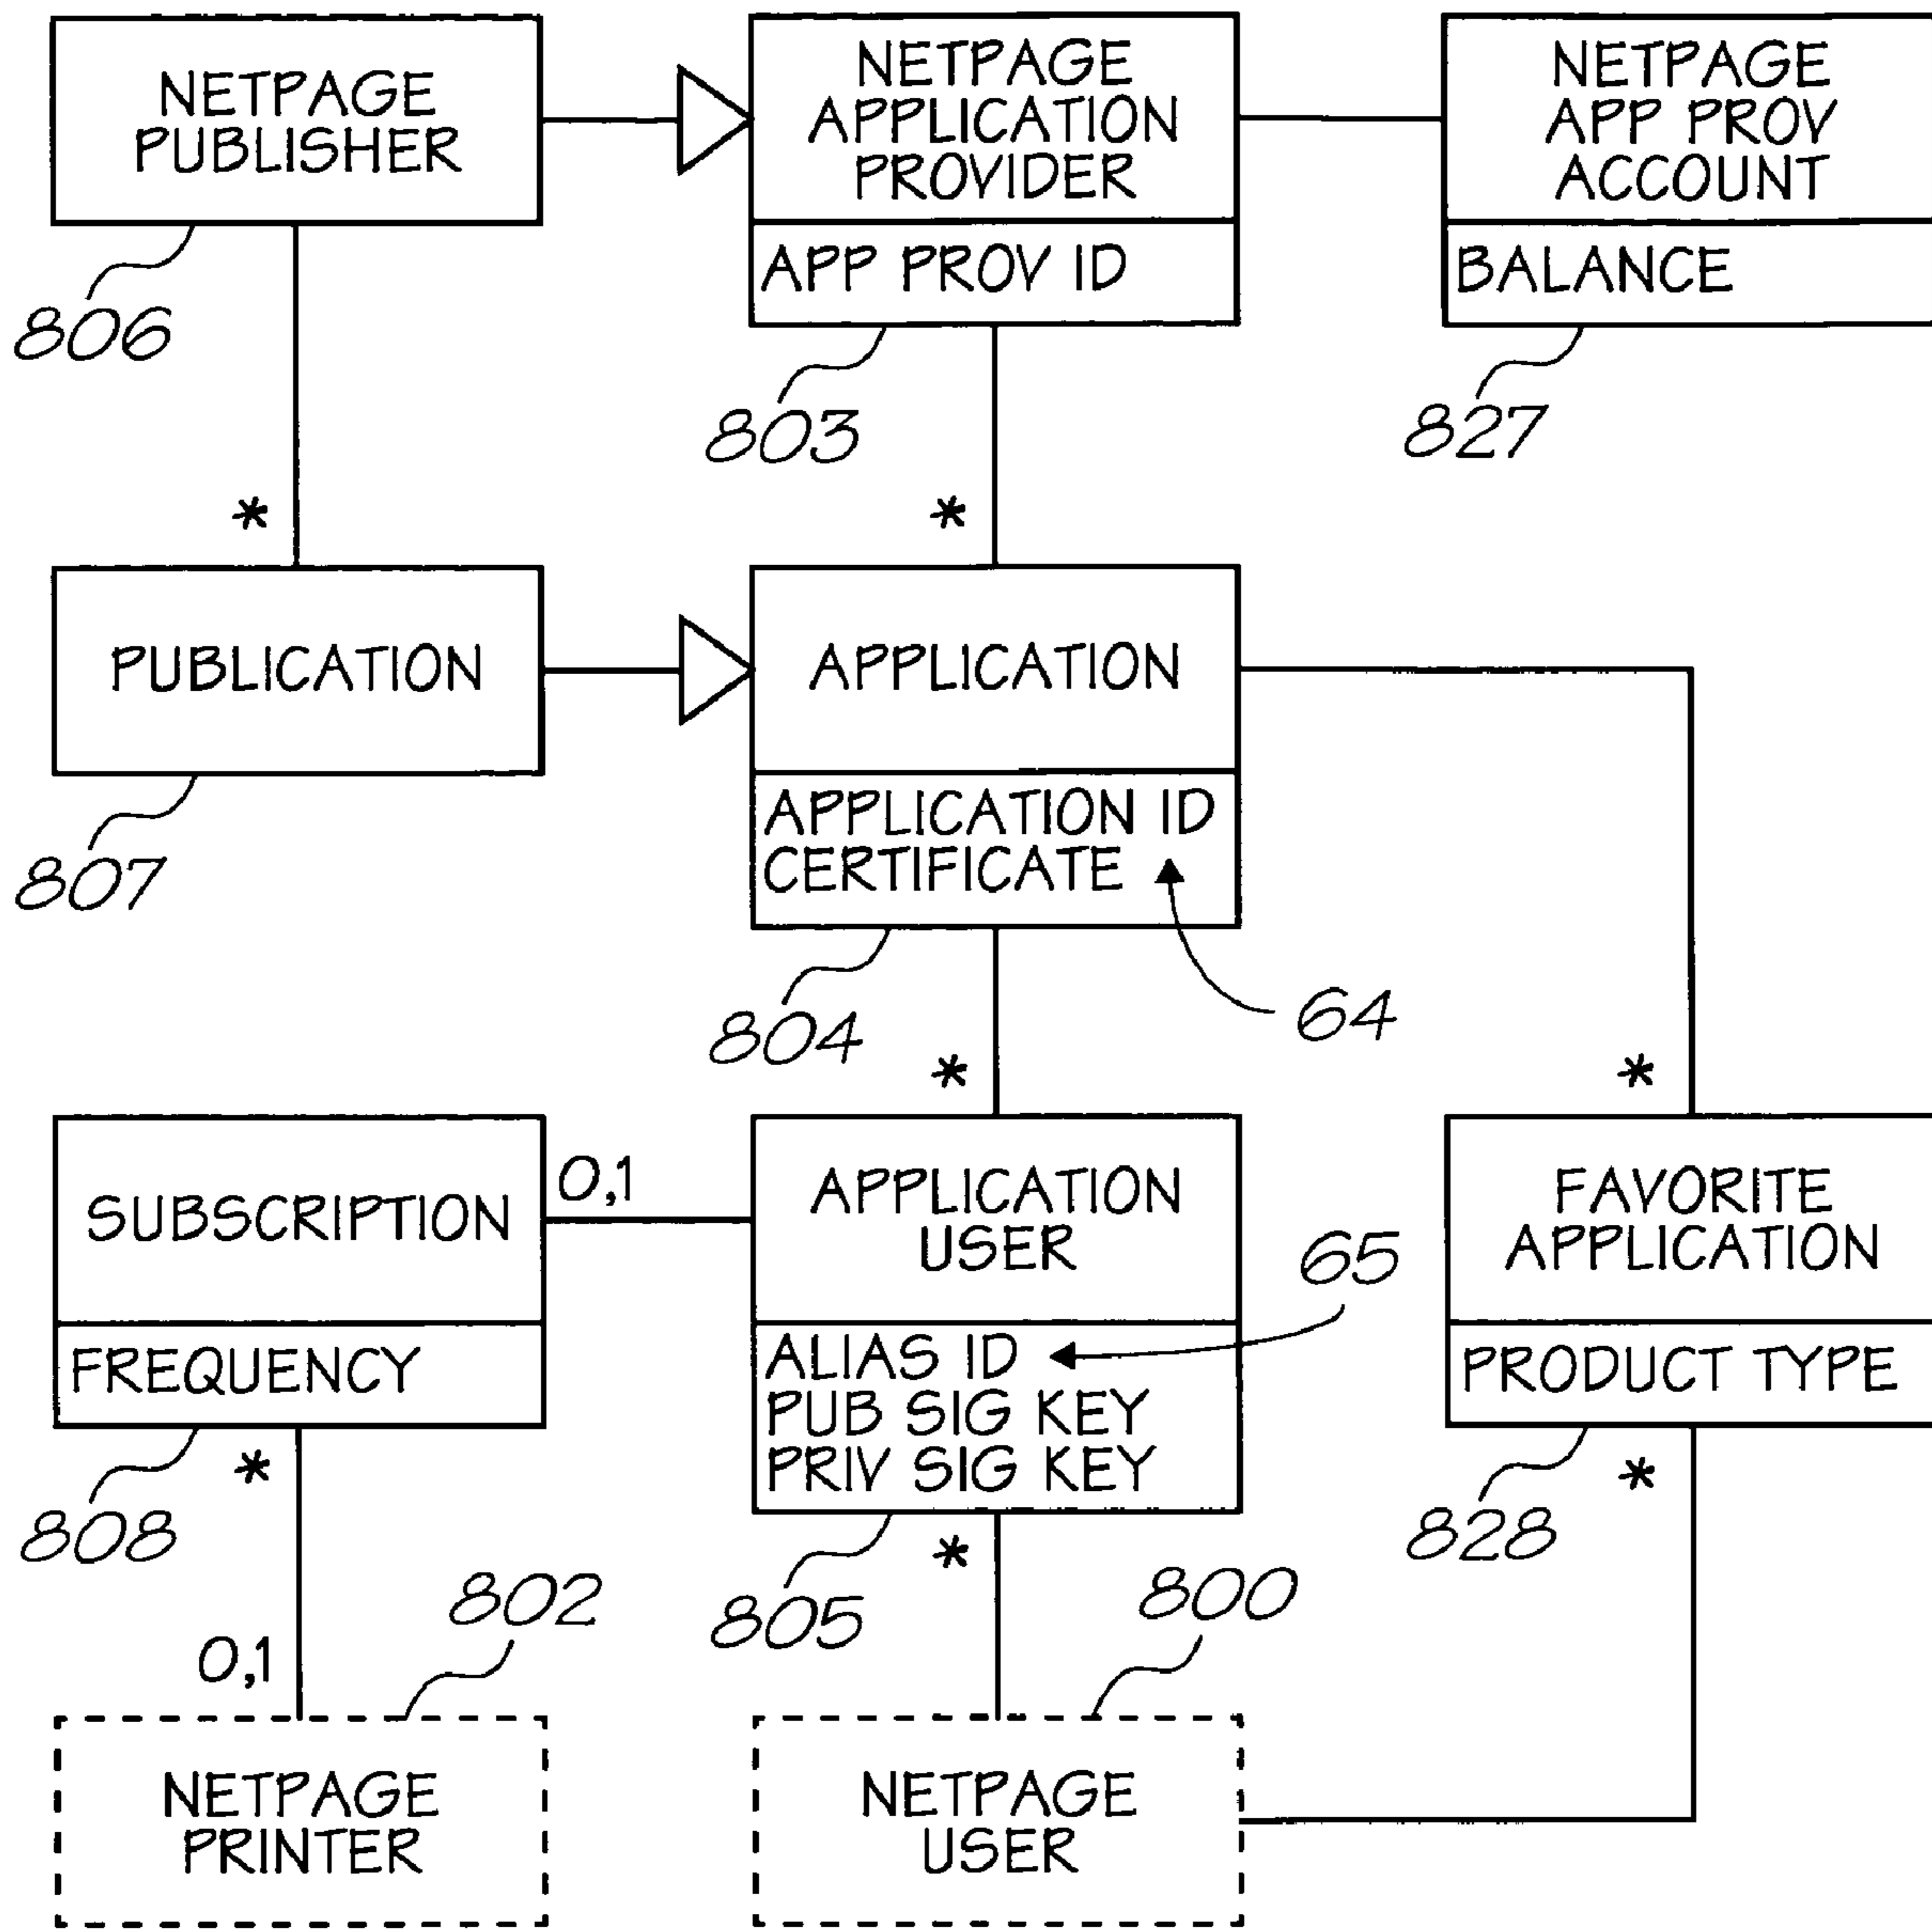 NETPAGE
PUBLISHER
NETPAGE
APPLICATION
PROVIDER
APP PROV ID
NETPAGE
APP PROV
ACCOUNT
BALANCE
806
803
827
*
*
PUBLICATION
APPLICATION
APPLICATION ID
CERTIFICATE
807
804
64
*
*
SUBSCRIPTION
FREQUENCY
0,1
APPLICATION
USER
ALIAS ID
PUB SIG KEY
PRIV SIG KEY
65
FAVORITE
APPLICATION
PRODUCT TYPE
808
*
802
805
*
800
828
*
0,1
NETPAGE
PRINTER
NETPAGE
USER